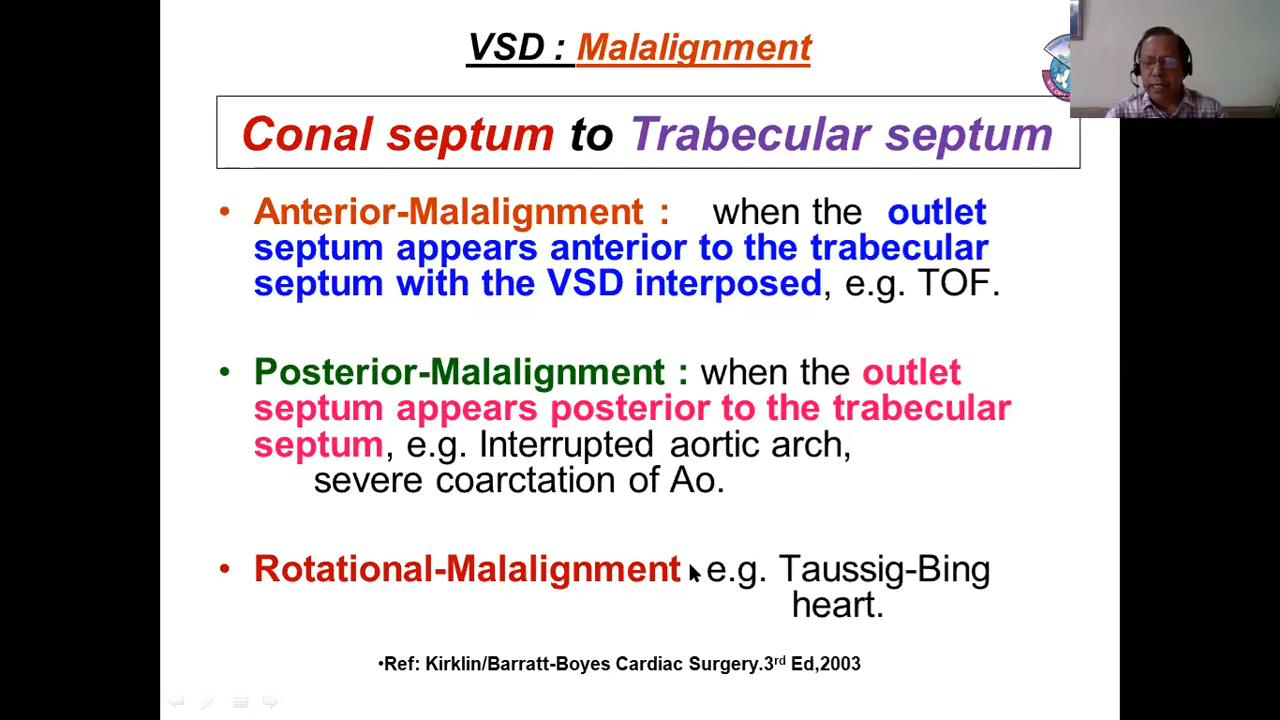 VSD : Malalignment
Conal septum to Trabecular septum
• Anterior-Malalignment : when the outlet
septum appears anterior to the trabecular
septum with the VSD interposed, e.g. TOF.
• Posterior-Malalignment : when the outlet
septum appears posterior to the trabecular
septum, e.g. Interrupted aortic arch,
severe coarctation of Ao.
• Rotational-Malalignment e.g. Taussig-Bing
heart.
•Ref: Kirklin/Barratt-Boyes Cardiac Surgery.3rd Ed,2003